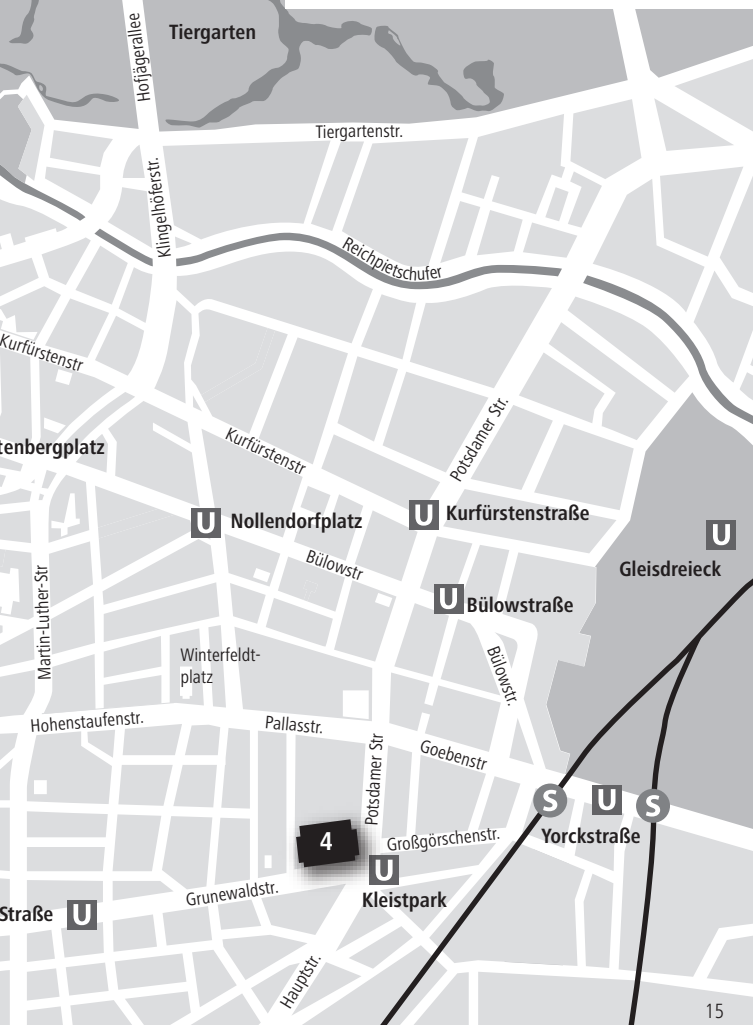 Tiergarten
Hofjägerallee
Tiergartenstr.
Klingelhöferstr.
Reichpietschufer
Kurfürstenstr
Potsdamer Str.
Kurfürstenstr
tenbergplatz
U Nollendorfplatz
U Kurfürstenstraße
U
Gleisdreieck
Bülowstr
U Bülowstraße
Martin-Luther-Str
Winterfeldt-
platz
Bülowstr.
Hohenstaufenstr.
Pallasstr.
Goebenstr
Potsdamer Str
S U S
Yorckstraße
4
Großgörschenstr.
U
Kleistpark
Grunewaldstr.
Straße U
Hauptstr.
15